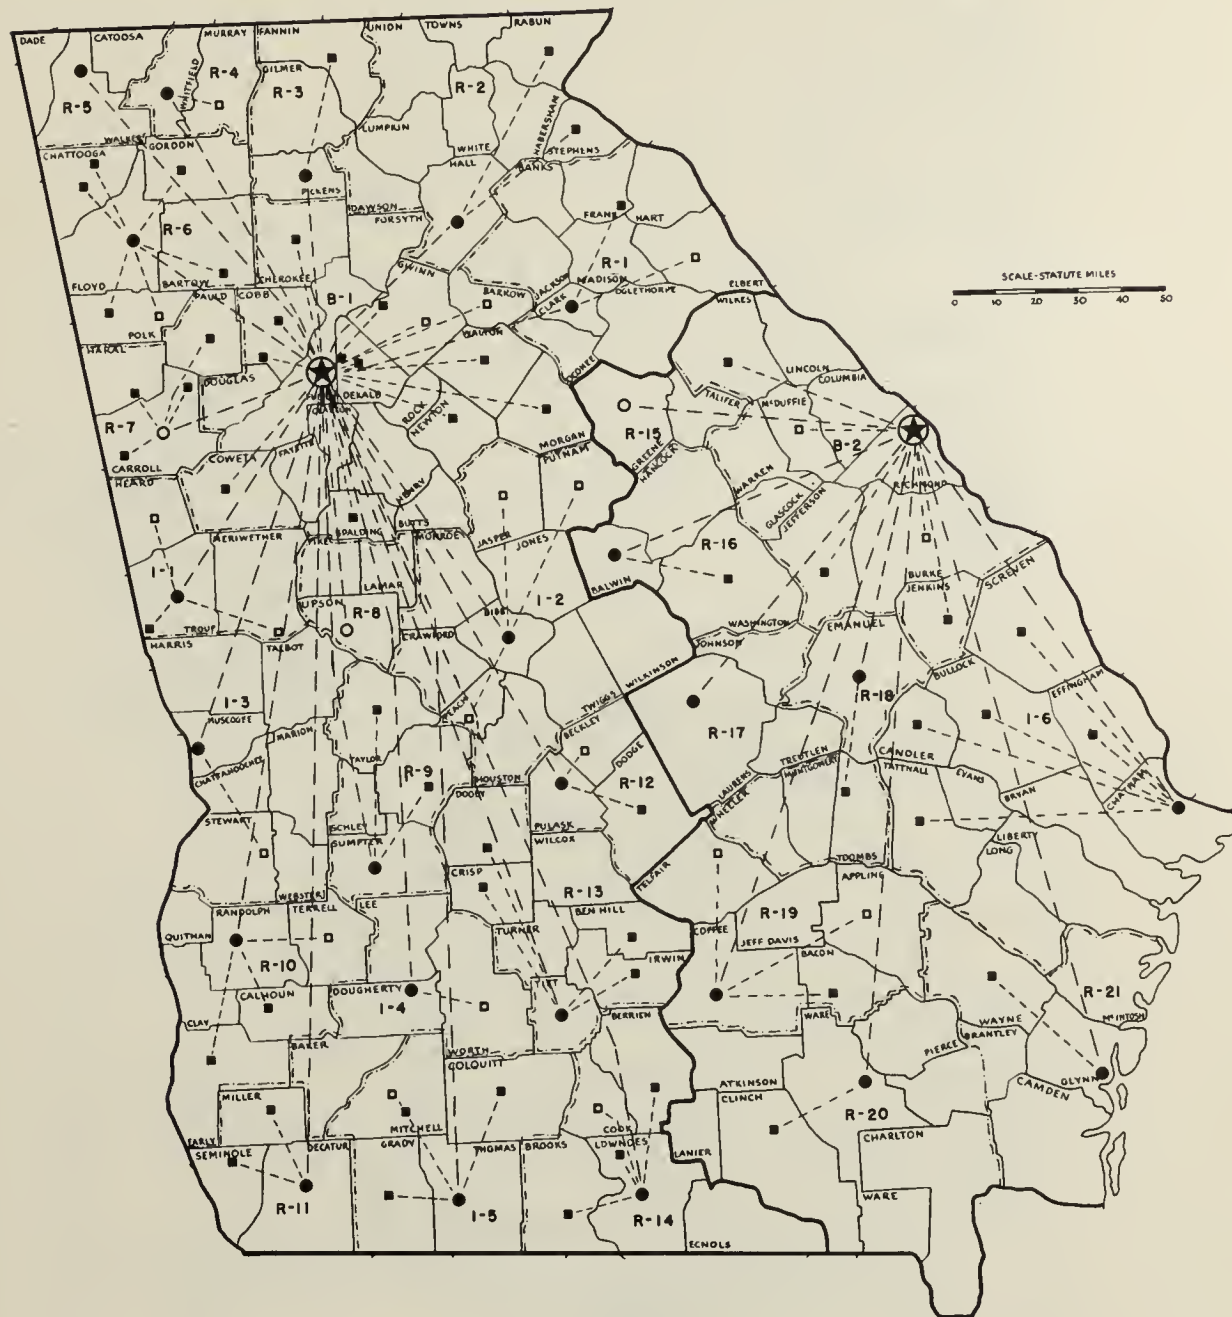 DADE
CATOOSA
MURRAY
FANNIN
UNION
TOWNS
RABUN
WHITFIELD
R-4
GILMER
R-3
R-2
R-5
HABERSHAM
LUMPKIN
WALKER
GORDON
WHITE
STEPHENS
CHATTOOGA
HALL
BANKS
PICKENS
DAWSON
FORSYTH
FRANK
HART
R-6
R-1
GWINN
JACKSON
MADISON
FLOYD
BARTOW
CHEROKEE
B-1
BARROW
CLARK
OGLETHORPE
ELBERT
PAULD
COBB
WILKES
SCALE-STATUTE MILES
0 10 20 30 40 50
POLK
WALTON
HARAL
OCONEE
LINCOLN
COLUMBIA
DOUGLAS
FULTON
DEKALB
CLAYTON
ROCK
NEWTON
TALIFER
McDUFFIE
R-7
R-15
B-2
MORGAN
PUTNAM
CARROLL
COWETA
FAYETTE
GREENE
HANCOCK
HEARD
HENRY
WARREN
RICHMOND
GLASCOCK
JEFFERSON
MERIWETHER
PIKE
SPALDING
BUTTS
MONROE
JASPER
JONES
R-16
I-1
LAMAR
I-2
BALWIN
BURKE
JENKINS
SCREVEN
UPSON
R-8
BIBB
TROUP
HARRIS
TALBOT
CRAWFORD
WASHINGTON
JOHNSON
EMANUEL
WILKINSON
BULLOCK
I-3
MUSCOGEE
PEACH
TWIGGS
R-18
EFFINGHAM
MARION
BECKLEY
R-17
I-6
CHATTAHOOCHEE
TAYLOR
R-9
DODGE
CANDLER
HOUSTON
DOOLY
R-12
TREUTLEN
MONTGOMERY
TATTNALL
EVANS
LAURENS
WHEELER
BRYAN
CHATHAM
STEWART
SCHLEY
SUMPTER
PULASK
WILCOX
LIBERTY
LONG
CRISP
TOOMBS
APPLING
TELFAIR
WEBSTER
R-13
RANDOLPH
TERRELL
LEE
BEN HILL
R-19
QUITMAN
TURNER
COFFEE
JEFF DAVIS
R-10
IRWIN
BACON
CALHOUN
DOUGHERTY
TIFT
I-4
R-21
CLAY
BERRIEN
WARE
WAYNE
McINTOSH
BAKER
BRANTLEY
WORTH
COLQUITT
PIERCE
ATKINSON
CLINCH
CAMDEN
GLYNN
MILLER
R-20
MITCHELL
COOK
CHARLTON
EARLY
DECATUR
GRADY
THOMAS
BROOKS
LOWNDES
SEMINOLE
LANIER
WARE
R-11
I-5
R-14
ECHOLS